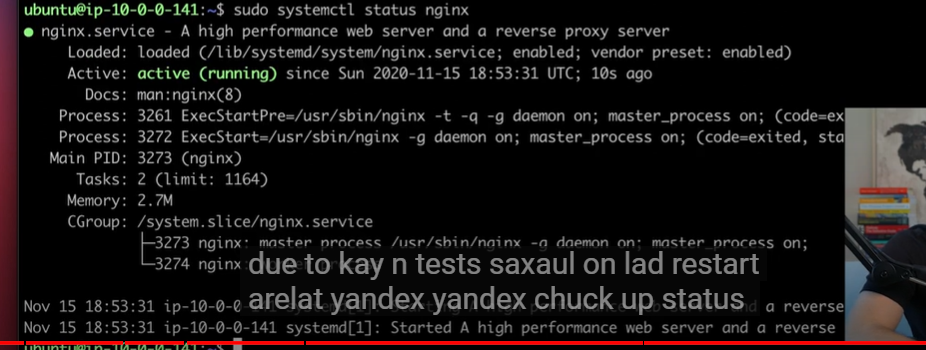 ubuntu@ip-10-0-0-141:~$ sudo systemctl status nginx
● nginx.service - A high performance web server and a reverse proxy server
Loaded: loaded (/lib/systemd/system/nginx.service; enabled; vendor preset: enabled)
Active: active (running) since Sun 2020-11-15 18:53:31 UTC; 10s ago
Docs: man:nginx(8)
Process: 3261 ExecStartPre=/usr/sbin/nginx -t -q -g daemon on; master_process on; (code=ex
Process: 3272 ExecStart=/usr/sbin/nginx -g daemon on; master_process on; (code=exited, sta
Main PID: 3273 (nginx)
Tasks: 2 (limit: 1164)
Memory: 2.7M
CGroup: /system.slice/nginx.service
├─3273 nginx: master process /usr/sbin/nginx -g daemon on; master_process on;
└─3274 nginx:
due to kay n tests saxaul on lad restart
arelat yandex yandex chuck up status
Nov 15 18:53:31 ip-10-0-0- a reverse
Nov 15 18:53:31 ip-10-0-0-141 systemd[1]: Started A high performance web server and a reverse
ubuntu@ip-10-0-0-141:~$